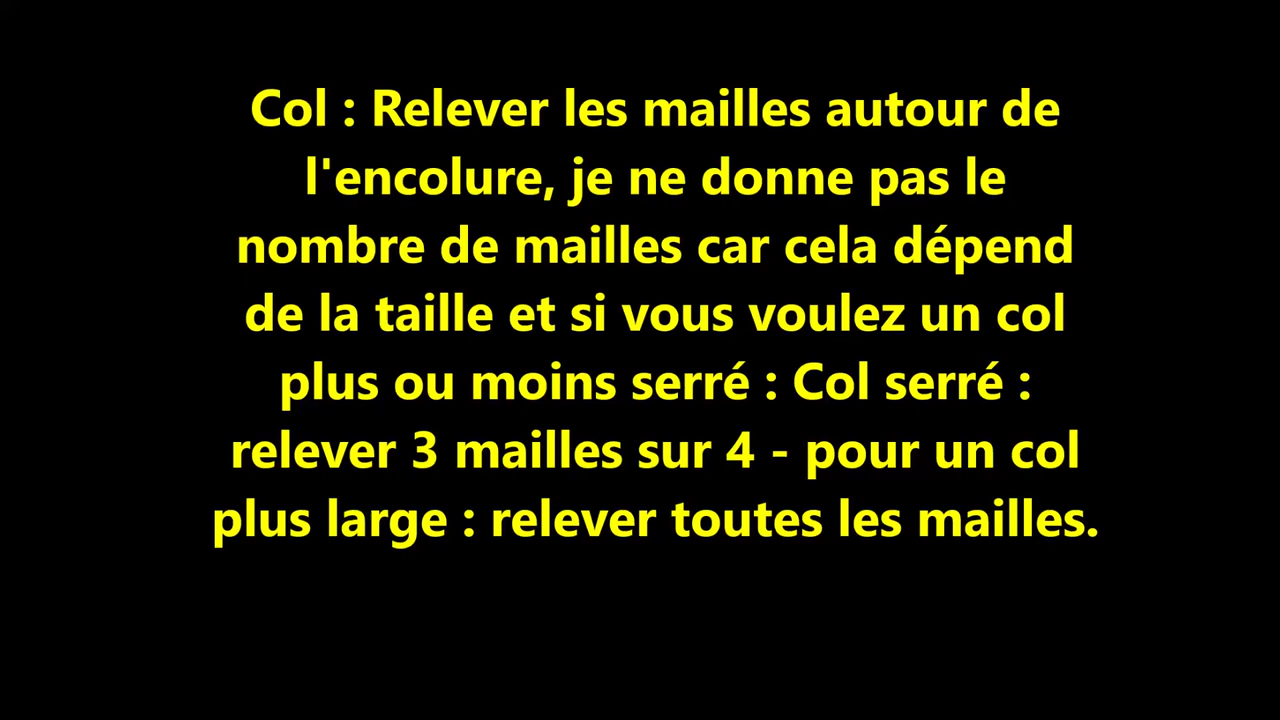 Col : Relever les mailles autour de
l'encolure, je ne donne pas le
nombre de mailles car cela dépend
de la taille et si vous voulez un col
plus ou moins serré : Col serré :
relever 3 mailles sur 4 - pour un col
plus large : relever toutes les mailles.